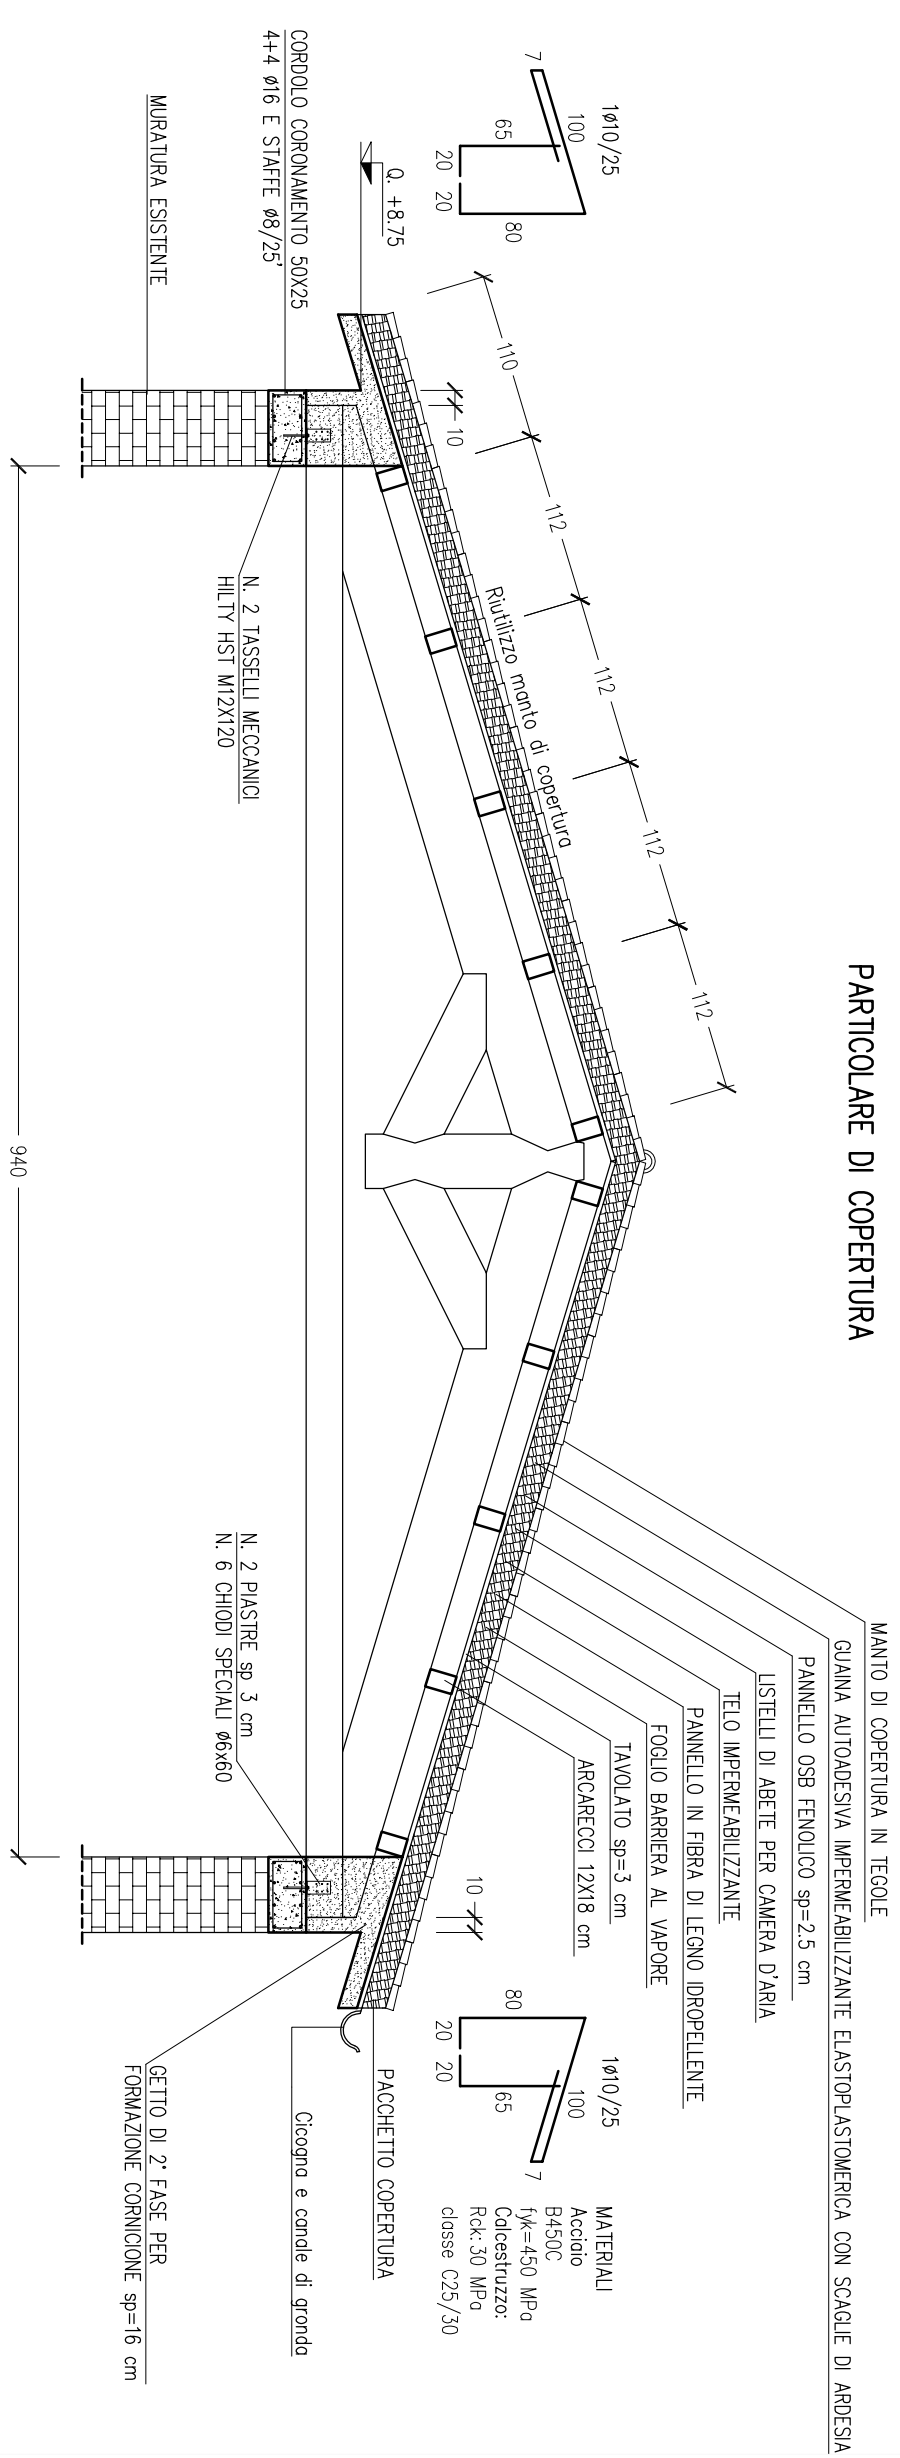 PARTICOLARE DI COPERTURA
1ø10/25
7
100
65
20
20
80
Q. +8.75
CORDOLO CORONAMENTO 50X25
4+4 ø16 E STAFFE ø8/25'
MURATURA ESISTENTE
110
112
112
112
112
10
Riutilizzo manto di copertura
N. 2 TASSELLI MECCANICI
HILTY HST M12X120
940
MANTO DI COPERTURA IN TEGOLE
GUAINA AUTOADESIVA IMPERMEABILIZZANTE ELASTOPLASTOMERICA CON SCAGLIE DI ARDESIA
PANNELLO OSB FENOLICO sp=2.5 cm
LISTELLI DI ABETE PER CAMERA D'ARIA
TELO IMPERMEABILIZZANTE
PANNELLO IN FIBRA DI LEGNO IDROPELLENTE
FOGLIO BARRIERA AL VAPORE
TAVOLATO sp=3 cm
ARCARECCI 12X18 cm
N. 2 PIASTRE sp 3 cm
N. 6 CHIODI SPECIALI ø6x60
10
1ø10/25
80
20
20
65
100
7
MATERIALI
Acciaio
B450C
fyk=450 MPa
Calcestruzzo:
Rck: 30 MPa
classe C25/30
PACCHETTO COPERTURA
Cicogna e canale di gronda
GETTO DI 2° FASE PER
FORMAZIONE CORNICIONE sp=16 cm